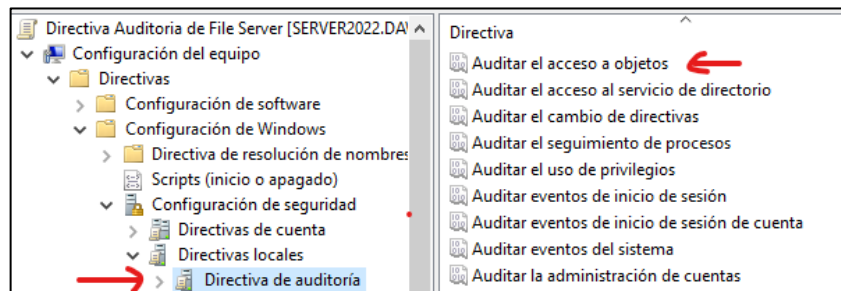 Directiva Auditoria de File Server [SERVER2022.DA
Configuración del equipo
Directivas
Configuración de software
Configuración de Windows
Directiva de resolución de nombres
Scripts (inicio o apagado)
Configuración de seguridad
Directivas de cuenta
Directivas locales
Directiva de auditoría
Directiva
Auditar el acceso a objetos
Auditar el acceso al servicio de directorio
Auditar el cambio de directivas
Auditar el seguimiento de procesos
Auditar el uso de privilegios
Auditar eventos de inicio de sesión
Auditar eventos de inicio de sesión de cuenta
Auditar eventos del sistema
Auditar la administración de cuentas